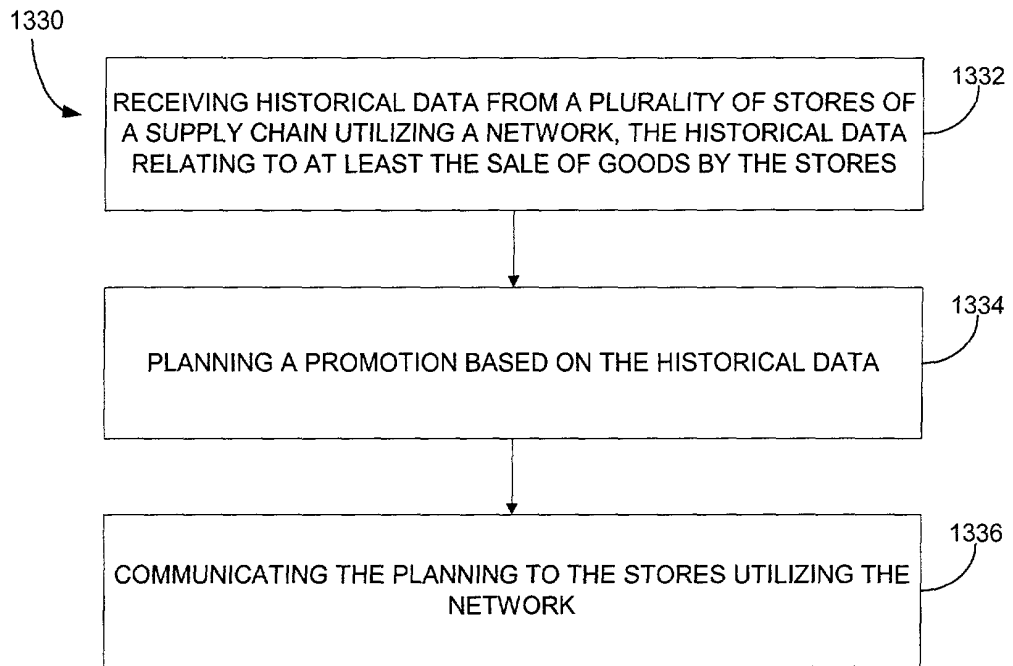 1330
1332
RECEIVING HISTORICAL DATA FROM A PLURALITY OF STORES OF
A SUPPLY CHAIN UTILIZING A NETWORK, THE HISTORICAL DATA
RELATING TO AT LEAST THE SALE OF GOODS BY THE STORES
1334
PLANNING A PROMOTION BASED ON THE HISTORICAL DATA
1336
COMMUNICATING THE PLANNING TO THE STORES UTILIZING THE
NETWORK